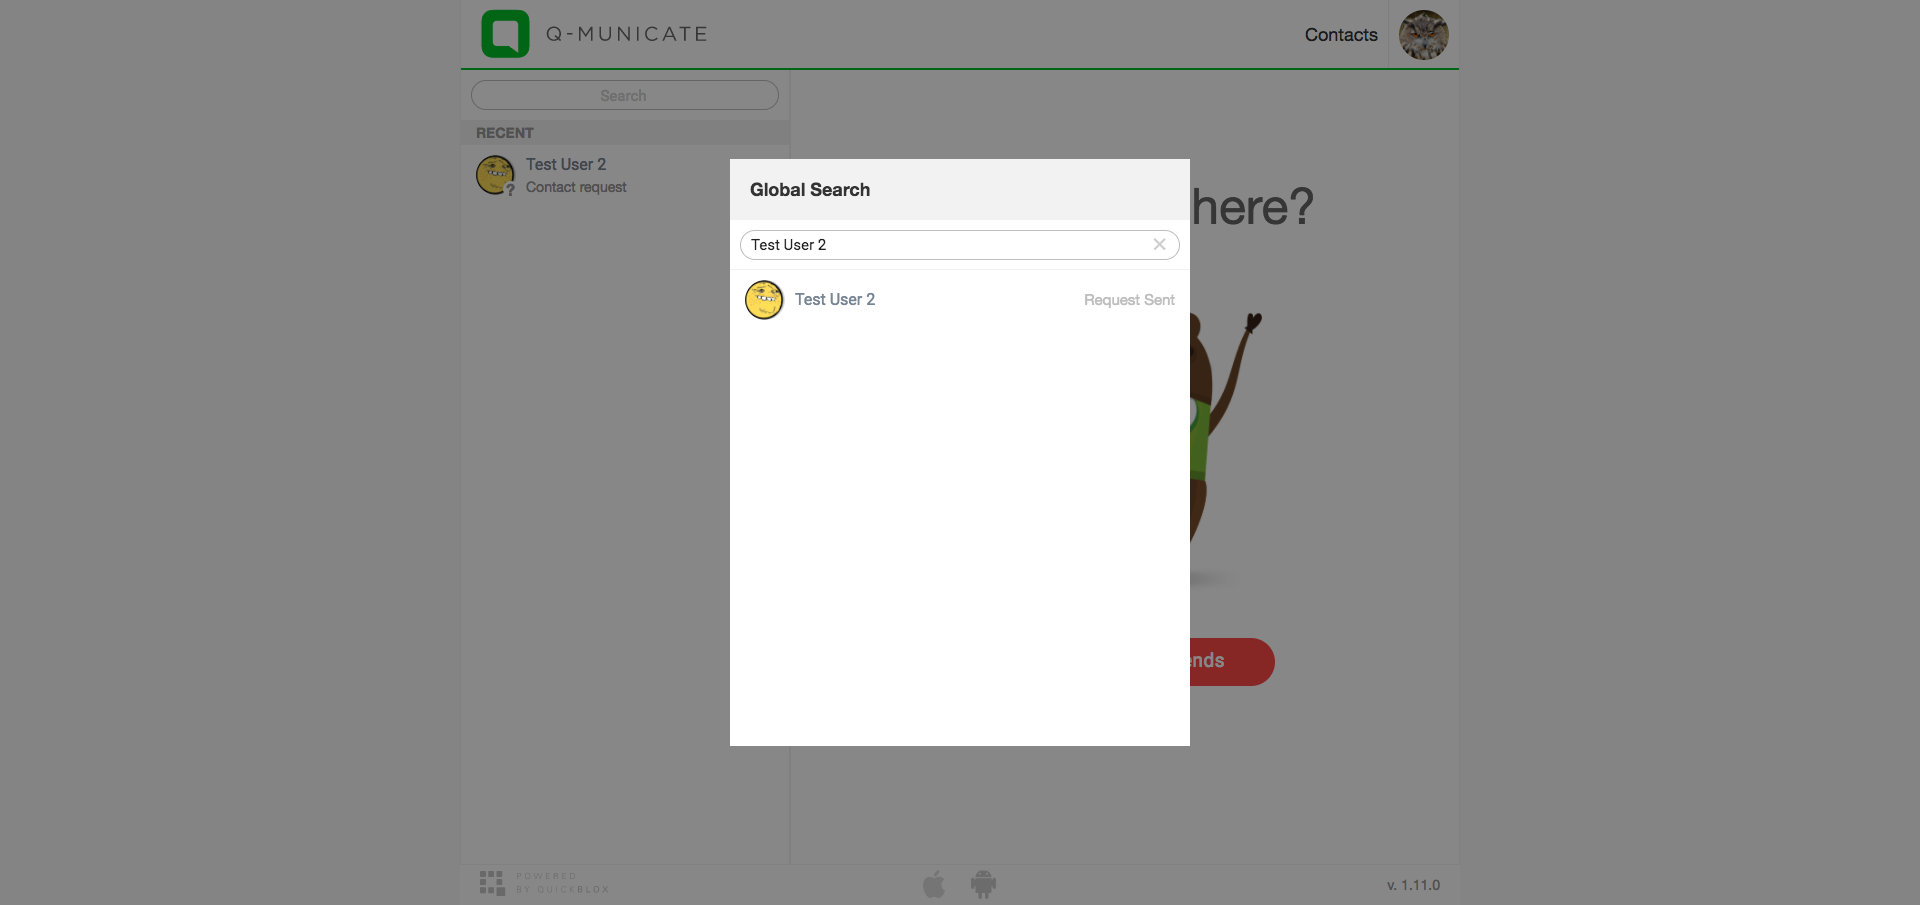 Q-MUNICATE
Contacts
Search
RECENT
Test User 2
Contact request
?
here?
Global Search
Test User 2
Test User 2
Request Sent
ends
POWERED
BY QUICKBLOX
v. 1.11.0